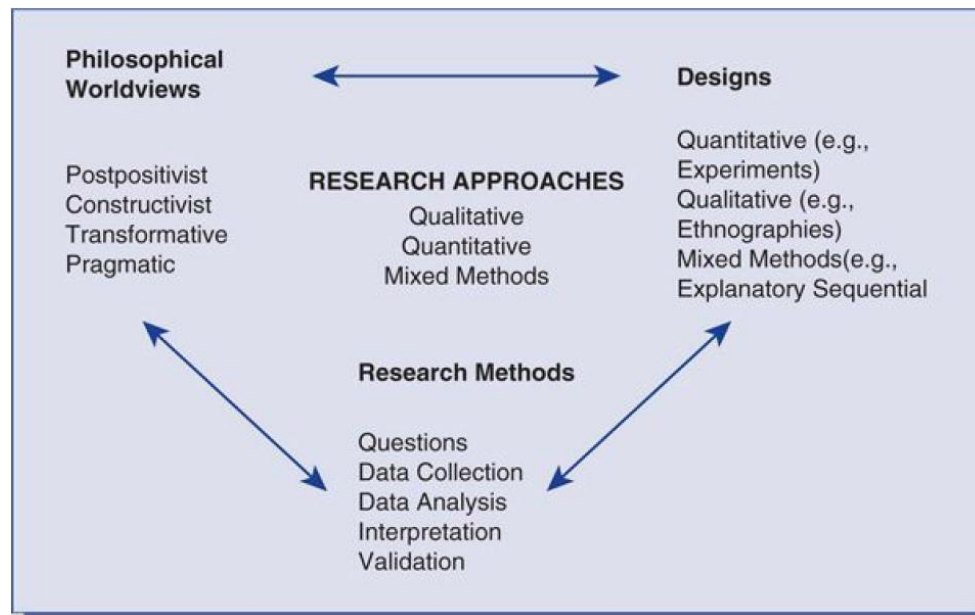 Philosophical
Worldviews
Postpositivist
Constructivist
Transformative
Pragmatic
RESEARCH APPROACHES
Qualitative
Quantitative
Mixed Methods
Designs
Quantitative (e.g.,
Experiments)
Qualitative (e.g.,
Ethnographies)
Mixed Methods(e.g.,
Explanatory Sequential
Research Methods
Questions
Data Collection
Data Analysis
Interpretation
Validation